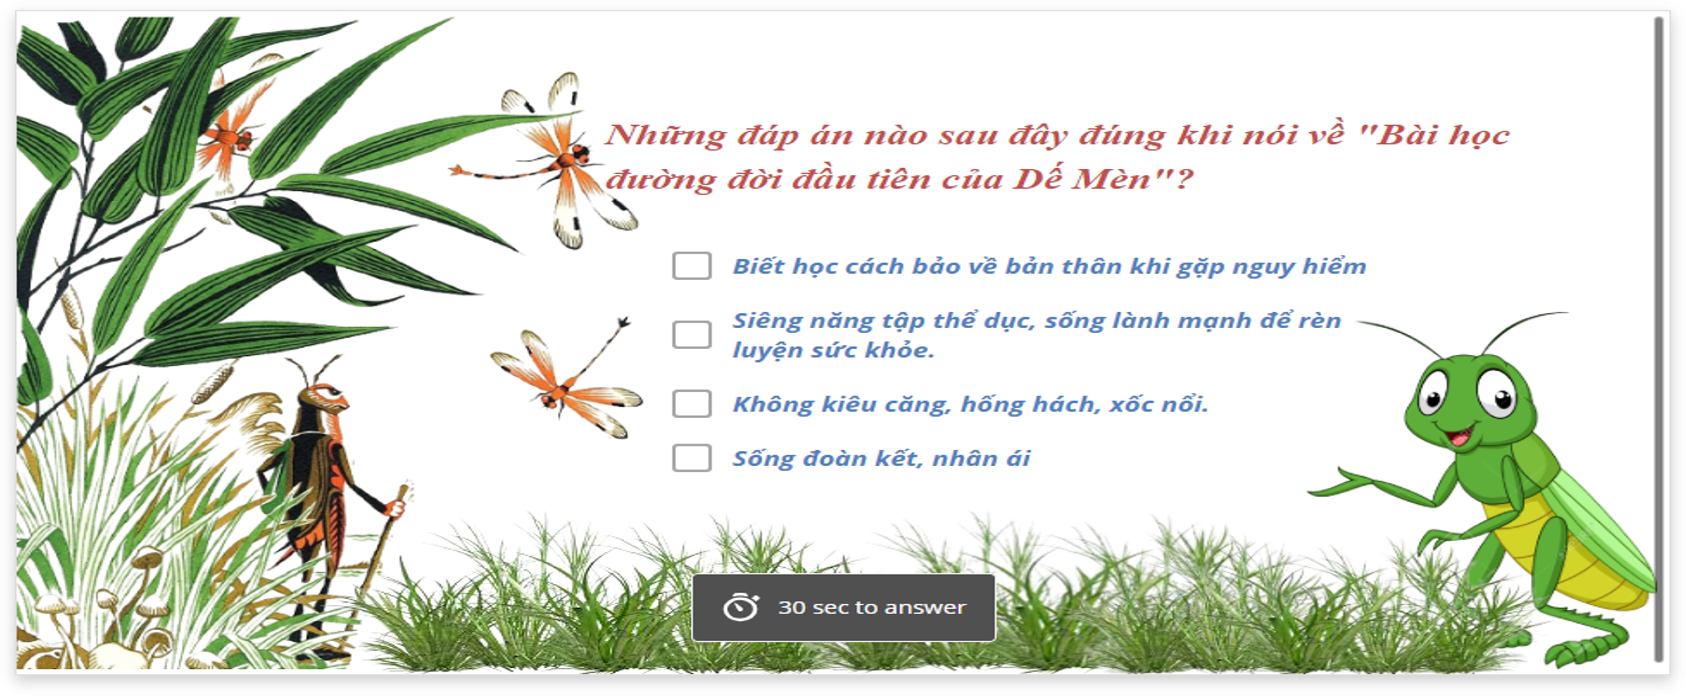 Những đáp án nào sau đây đúng khi nói về "Bài học
đường đời đầu tiên của Dế Mèn"?
Biết học cách bảo vê bản thân khi gặp nguy hiểm
Siêng năng tập thể dục, sống lành mạnh để rèn
luyện sức khỏe.
Không kiêu căng, hống hách, xốc nổi.
Sống đoàn kết, nhân ái
30 sec to answer